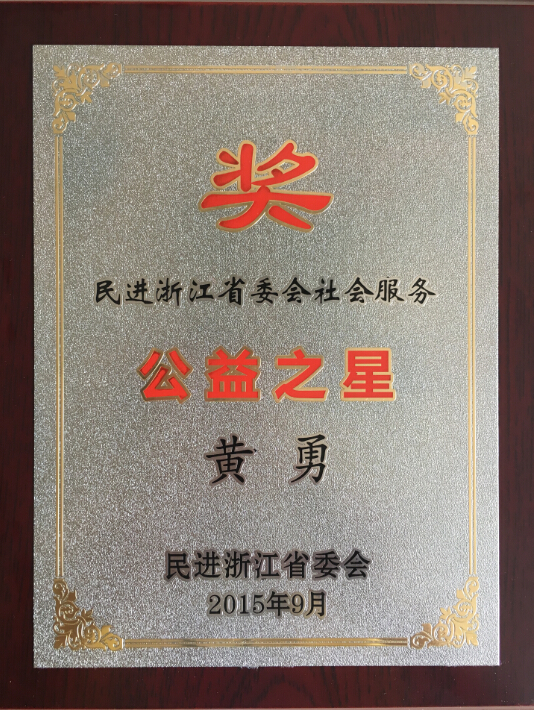 奖
民进浙江省委会社会服务
公益之星
黄勇
民进浙江省委会
2015年9月